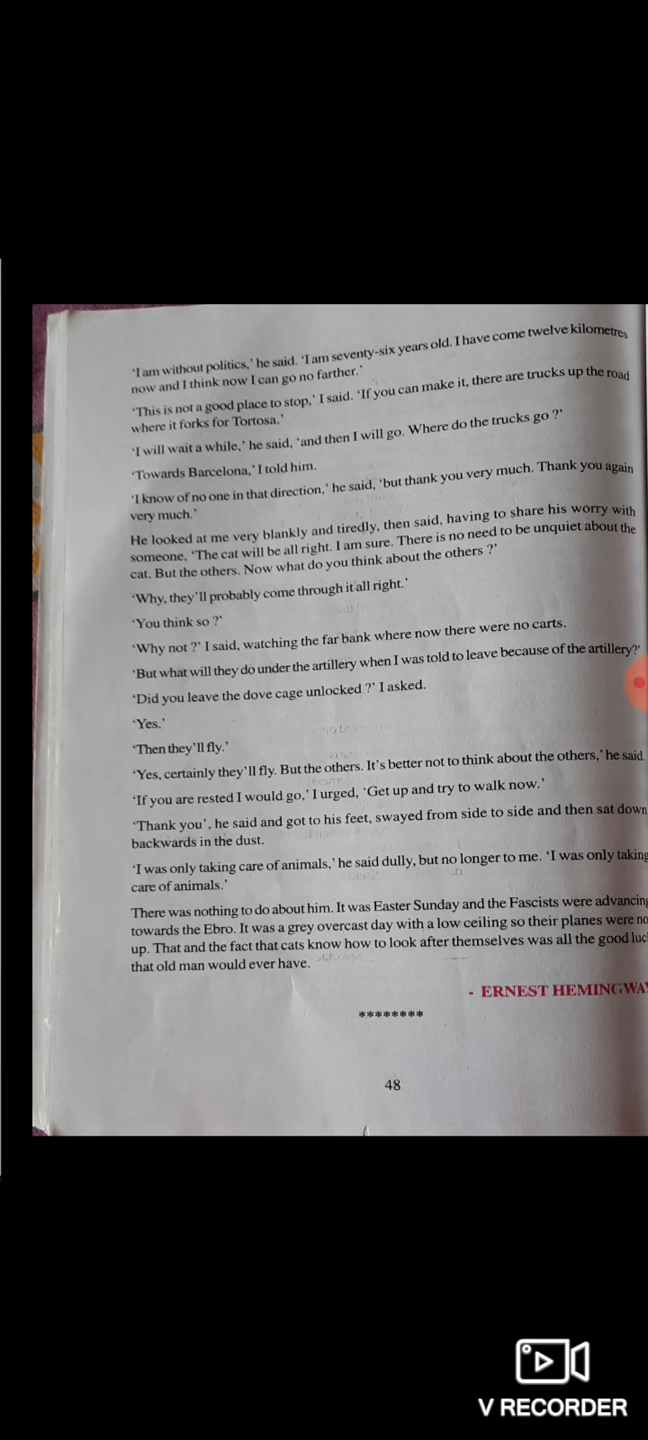 ‘I am without politics,’ he said. ‘I am seventy-six years old. I have come twelve kilometres
now and I think now I can go no farther.’
‘This is not a good place to stop,’ I said. ‘If you can make it, there are trucks up the road
where it forks for Tortosa.’
‘I will wait a while,’ he said, ‘and then I will go. Where do the trucks go ?’
‘Towards Barcelona,’ I told him.
‘I know of no one in that direction,’ he said, ‘but thank you very much. Thank you again
very much.’
He looked at me very blankly and tiredly, then said, having to share his worry with
someone, ‘The cat will be all right. I am sure. There is no need to be unquiet about the
cat. But the others. Now what do you think about the others ?’
‘Why, they’ll probably come through it all right.’
‘You think so ?’
‘Why not ?’ I said, watching the far bank where now there were no carts.
‘But what will they do under the artillery when I was told to leave because of the artillery?’
‘Did you leave the dove cage unlocked ?’ I asked.
‘Yes.’
‘Then they’ll fly.’
‘Yes, certainly they’ll fly. But the others. It’s better not to think about the others,’ he said.
‘If you are rested I would go,’ I urged, ‘Get up and try to walk now.’
‘Thank you’, he said and got to his feet, swayed from side to side and then sat down
backwards in the dust.
‘I was only taking care of animals,’ he said dully, but no longer to me. ‘I was only taking
care of animals.’
There was nothing to do about him. It was Easter Sunday and the Fascists were advancing
towards the Ebro. It was a grey overcast day with a low ceiling so their planes were no
up. That and the fact that cats know how to look after themselves was all the good luc
that old man would ever have.
- ERNEST HEMINGWAY
********
48
V RECORDER